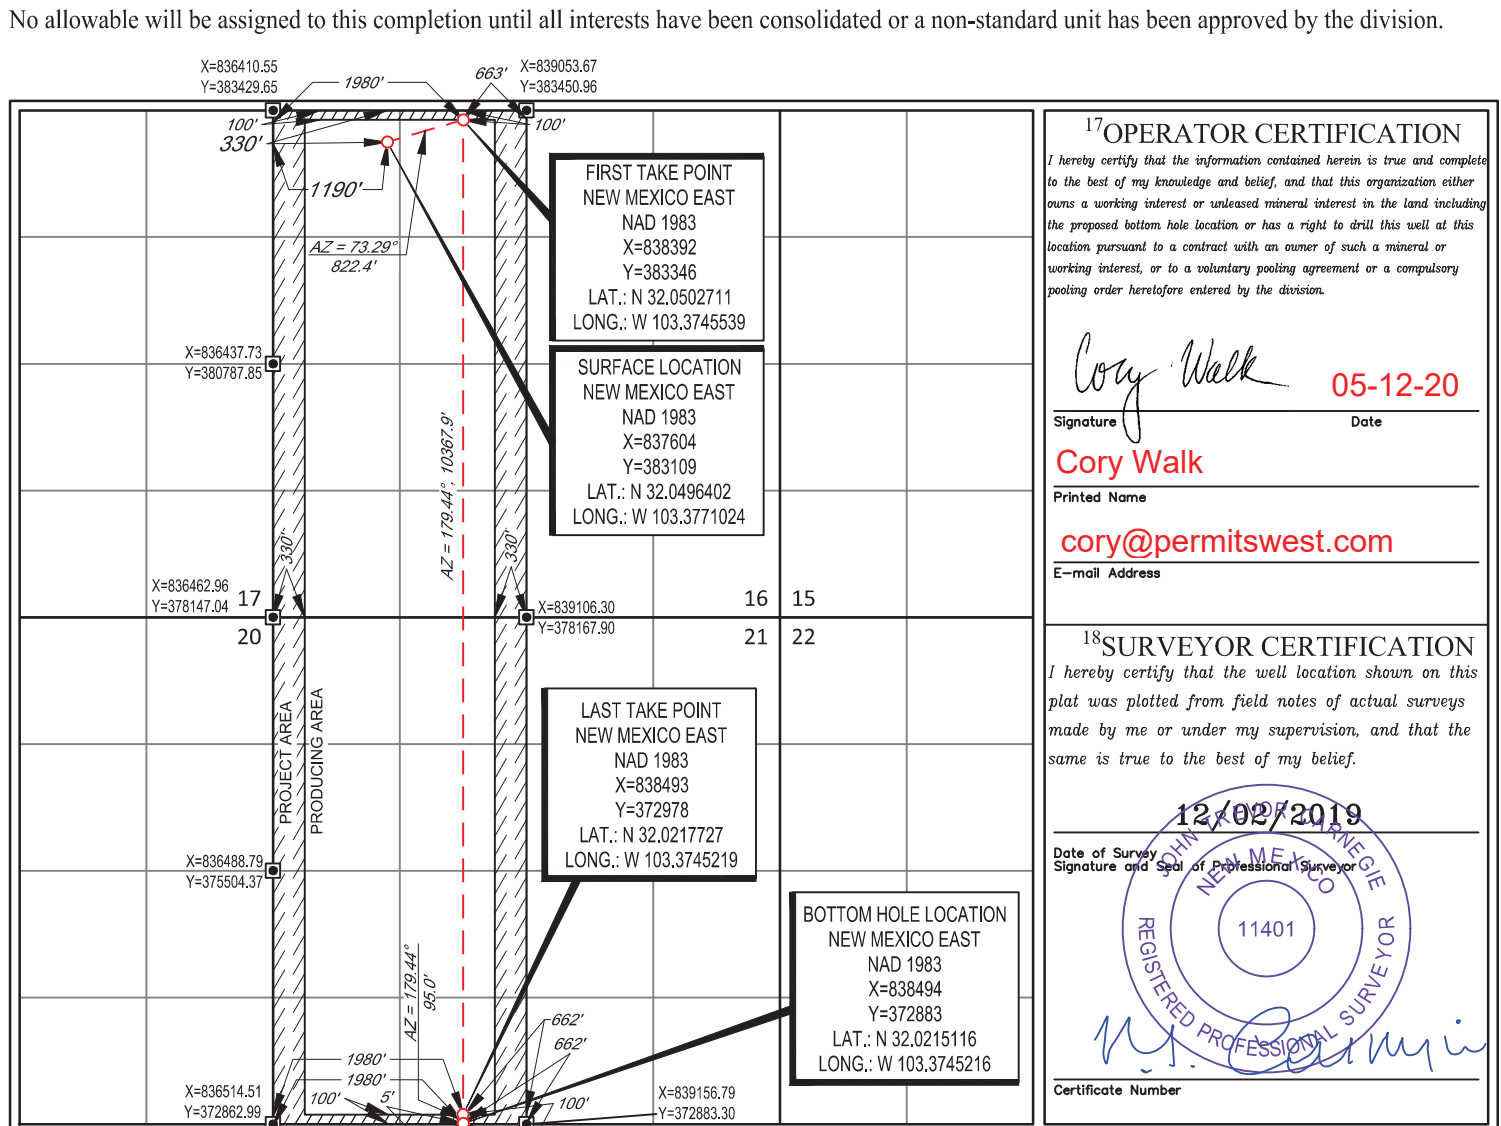 No allowable will be assigned to this completion until all interests have been consolidated or a non-standard unit has been approved by the division.
X=836410.55
Y=383429.65
1980'
663'
X=839053.67
Y=383450.96
100'
330'
100'
1190'
AZ = 73.29°
822.4'
FIRST TAKE POINT
NEW MEXICO EAST
NAD 1983
X=838392
Y=383346
LAT.: N 32.0502711
LONG.: W 103.3745539
X=836437.73
Y=380787.85
SURFACE LOCATION
NEW MEXICO EAST
NAD 1983
X=837604
Y=383109
LAT.: N 32.0496402
LONG.: W 103.3771024
AZ = 179.44°, 10367.9'
330'
330'
X=836462.96
Y=378147.04
17
20
X=839106.30
Y=378167.90
16
15
21
22
PROJECT AREA
PRODUCING AREA
LAST TAKE POINT
NEW MEXICO EAST
NAD 1983
X=838493
Y=372978
LAT.: N 32.0217727
LONG.: W 103.3745219
X=836488.79
Y=375504.37
BOTTOM HOLE LOCATION
NEW MEXICO EAST
NAD 1983
X=838494
Y=372883
LAT.: N 32.0215116
LONG.: W 103.3745216
AZ = 179.44°
95.0'
662'
662'
1980'
1980'
100'
5'
100'
X=836514.51
Y=372862.99
X=839156.79
Y=372883.30
17OPERATOR CERTIFICATION
I hereby certify that the information contained herein is true and complete
to the best of my knowledge and belief, and that this organization either
owns a working interest or unleased mineral interest in the land including
the proposed bottom hole location or has a right to drill this well at this
location pursuant to a contract with an owner of such a mineral or
working interest, or to a voluntary pooling agreement or a compulsory
pooling order heretofore entered by the division.
Cory Walk
05-12-20
Signature
Date
Cory Walk
Printed Name
cory@permitswest.com
E-mail Address
18SURVEYOR CERTIFICATION
I hereby certify that the well location shown on this
plat was plotted from field notes of actual surveys
made by me or under my supervision, and that the
same is true to the best of my belief.
12/02/2019
Date of Survey
Signature and Seal of Professional Surveyor
JOHN TREVOR CARNEGIE
NEW MEXICO
11401
REGISTERED PROFESSIONAL SURVEYOR
Certificate Number